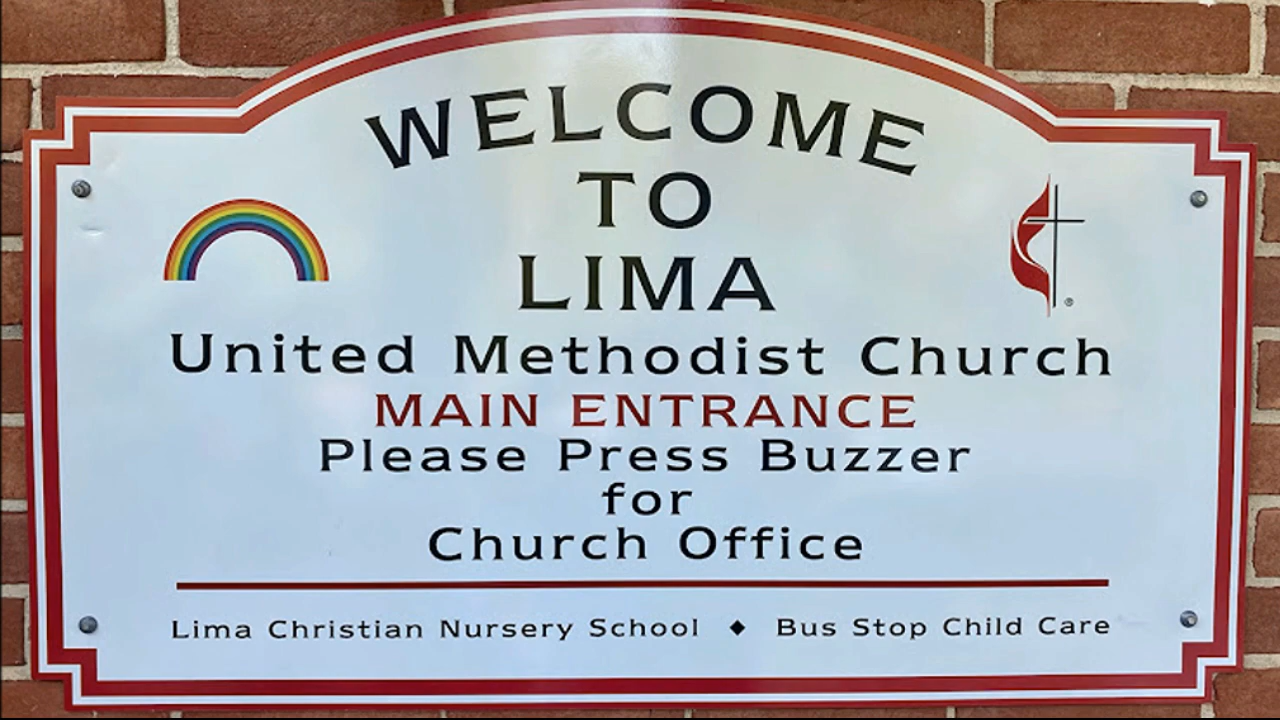 WELCOME
TO
LIMA
®
United Methodist Church
MAIN ENTRANCE
Please Press Buzzer
for
Church Office
Lima Christian Nursery School ♦ Bus Stop Child Care